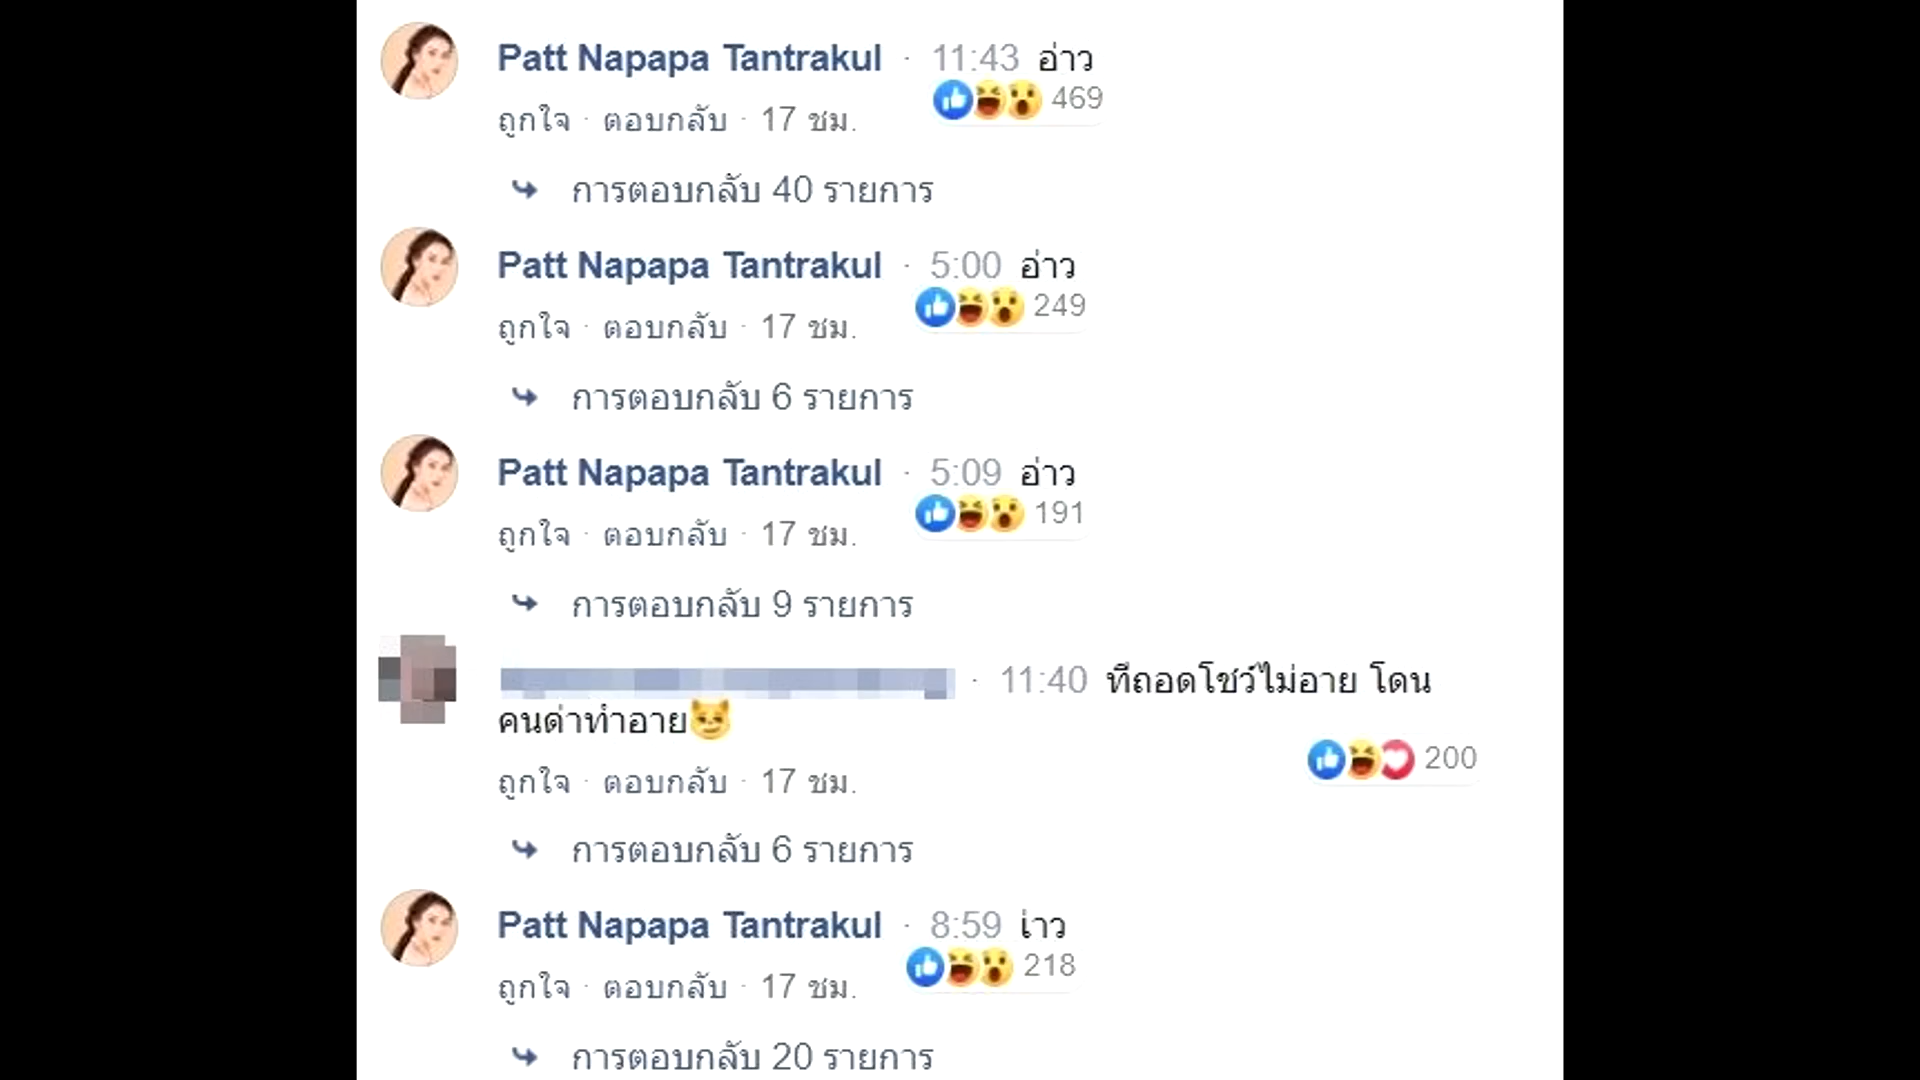 Patt Napapa Tantrakul · 11:43 อ่าว
469
ถูกใจ · ตอบกลับ · 17 ชม.
การตอบกลับ 40 รายการ
Patt Napapa Tantrakul · 5:00 อ่าว
249
ถูกใจ · ตอบกลับ · 17 ชม.
การตอบกลับ 6 รายการ
Patt Napapa Tantrakul · 5:09 อ่าว
191
ถูกใจ · ตอบกลับ · 17 ชม.
การตอบกลับ 9 รายการ
· 11:40 ทีถอดโชว์ไม่อาย โดน
คนด่าทำอาย😼
200
ถูกใจ · ตอบกลับ · 17 ชม.
การตอบกลับ 6 รายการ
Patt Napapa Tantrakul · 8:59 เ่าว
218
ถูกใจ · ตอบกลับ · 17 ชม.
การตอบกลับ 20 รายการ